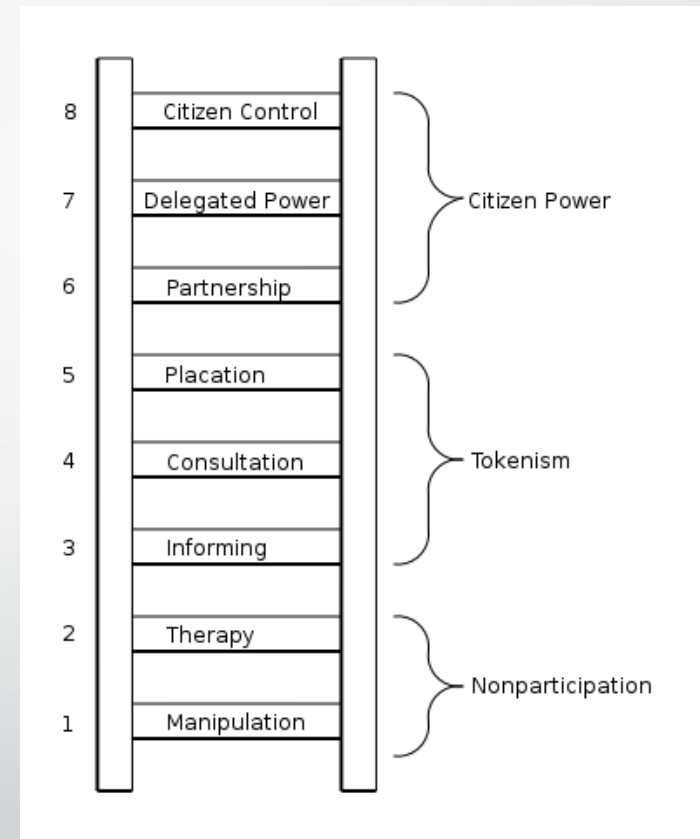 8 Citizen Control
7 Delegated Power Citizen Power
6 Partnership
5 Placation
4 Consultation Tokenism
3 Informing
2 Therapy
Nonparticipation
1 Manipulation